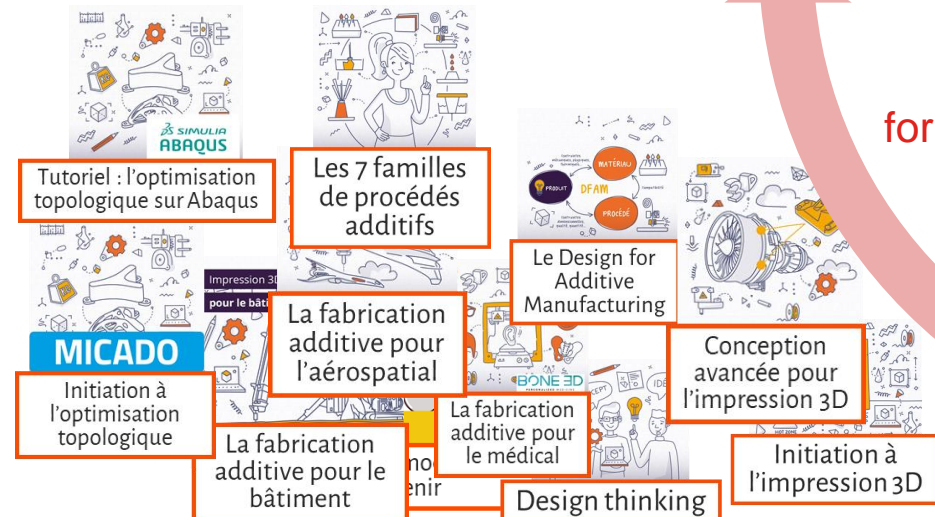 for
SIMULIA
ABAQUS
Tutoriel : l'optimisation
topologique sur Abaqus
Les 7 familles
de procédés
additifs
MATÉRIAU
PRODUIT
DFAM
PROCÉDÉ
Le Design for
Additive
Manufacturing
Impression 3D
pour le bâti
MICADO
Initiation à
l'optimisation
topologique
La fabrication
additive pour
l'aérospatial
BONE 3D
La fabrication
additive pour
le médical
Conception
avancée pour
l'impression 3D
La fabrication
additive pour le
bâtiment
enir
Design thinking
Initiation à
l'impression 3D